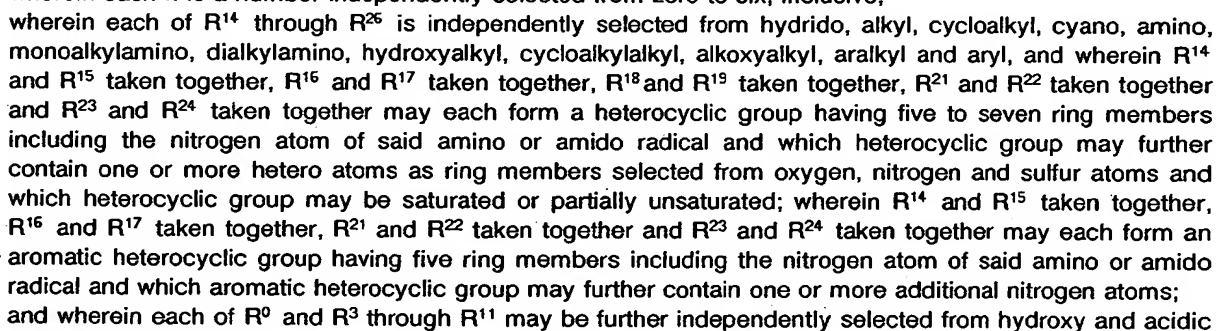 wherein each of R¹⁴ through R²⁶ is independently selected from hydrido, alkyl, cycloalkyl, cyano, amino,
monoalkylamino, dialkylamino, hydroxyalkyl, cycloalkylalkyl, alkoxyalkyl, aralkyl and aryl, and wherein R¹⁴
and R¹⁵ taken together, R¹⁶ and R¹⁷ taken together, R¹⁸ and R¹⁹ taken together, R²¹ and R²² taken together
and R²³ and R²⁴ taken together may each form a heterocyclic group having five to seven ring members
including the nitrogen atom of said amino or amido radical and which heterocyclic group may further
contain one or more hetero atoms as ring members selected from oxygen, nitrogen and sulfur atoms and
which heterocyclic group may be saturated or partially unsaturated; wherein R¹⁴ and R¹⁵ taken together,
R¹⁶ and R¹⁷ taken together, R²¹ and R²² taken together and R²³ and R²⁴ taken together may each form an
aromatic heterocyclic group having five ring members including the nitrogen atom of said amino or amido
radical and which aromatic heterocyclic group may further contain one or more additional nitrogen atoms;
and wherein each of R⁰ and R³ through R¹¹ may be further independently selected from hydroxy and acidic